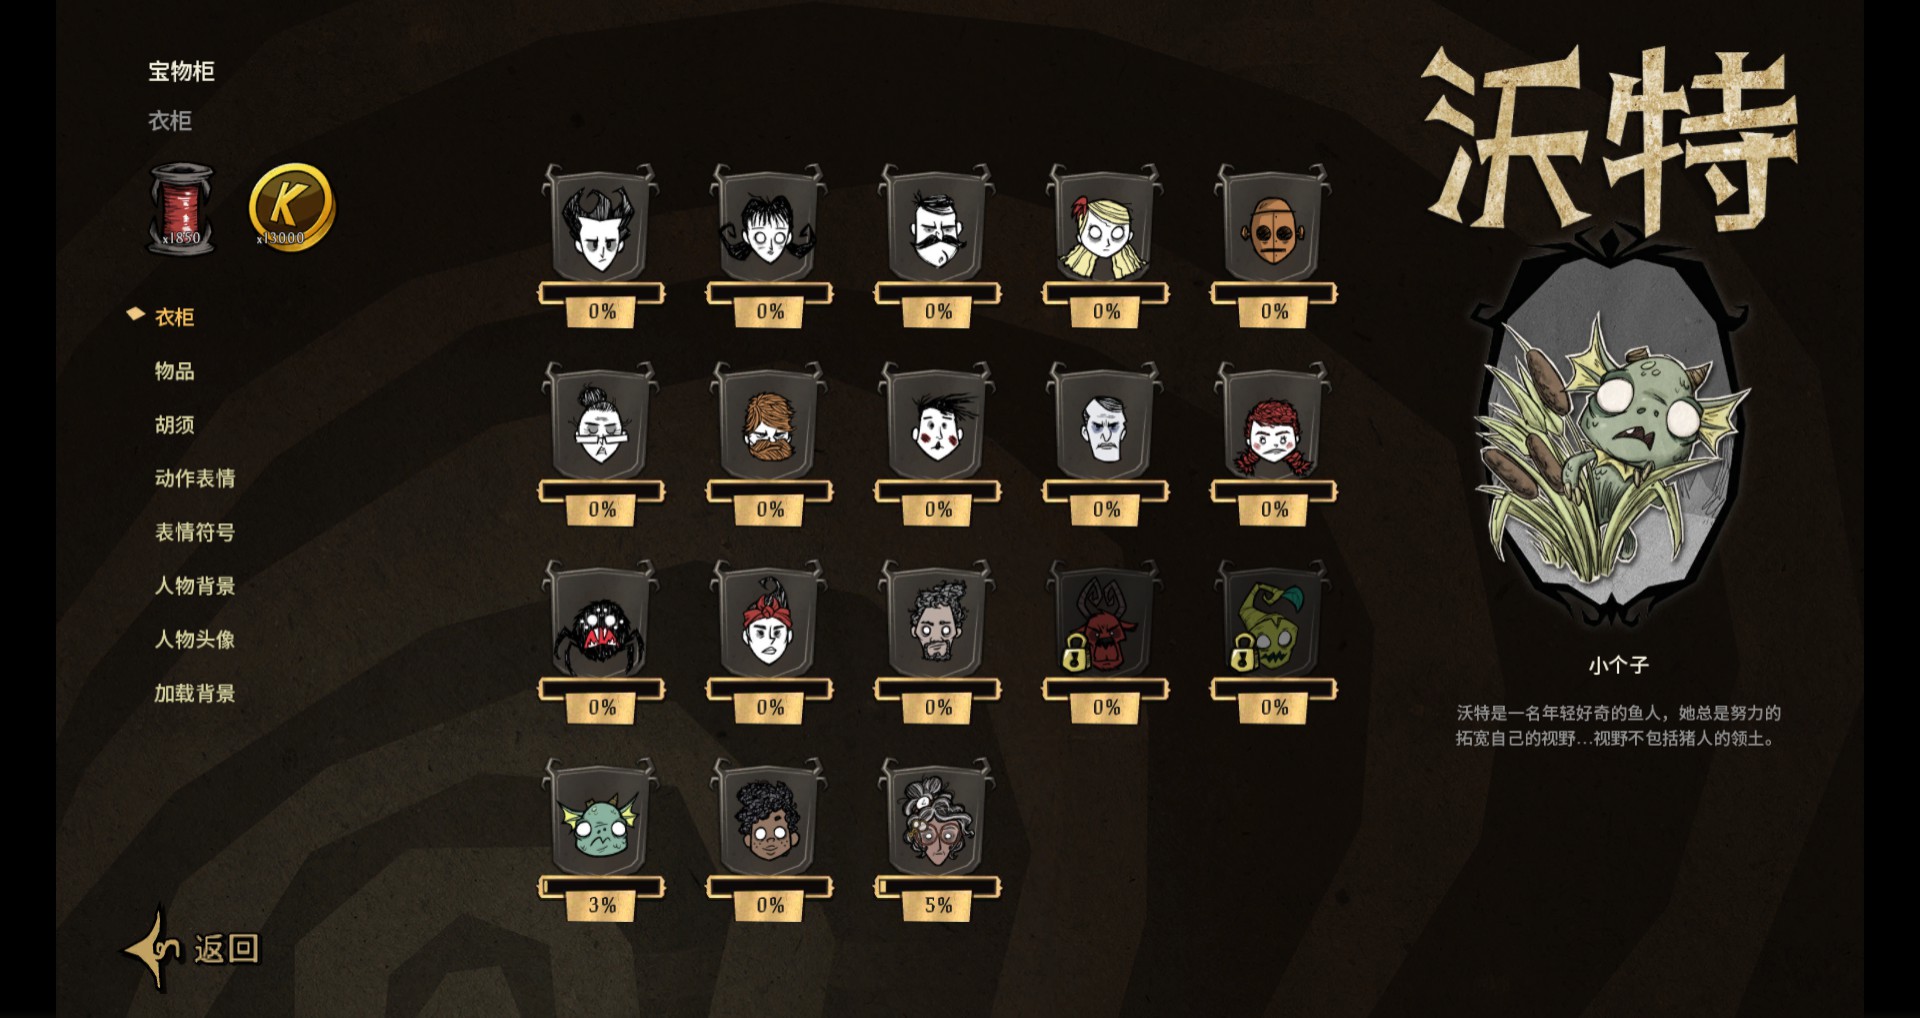 宝物柜
衣柜
x1850
K
x13000
衣柜
物品
胡须
动作表情
表情符号
人物背景
人物头像
加载背景
返回
0% 0% 0% 0% 0%
0% 0% 0% 0% 0%
0% 0% 0% 0% 0%
3% 0% 5%
沃特
小个子
沃特是一名年轻好奇的鱼人，她总是努力的
拓宽自己的视野...视野不包括猪人的领土。